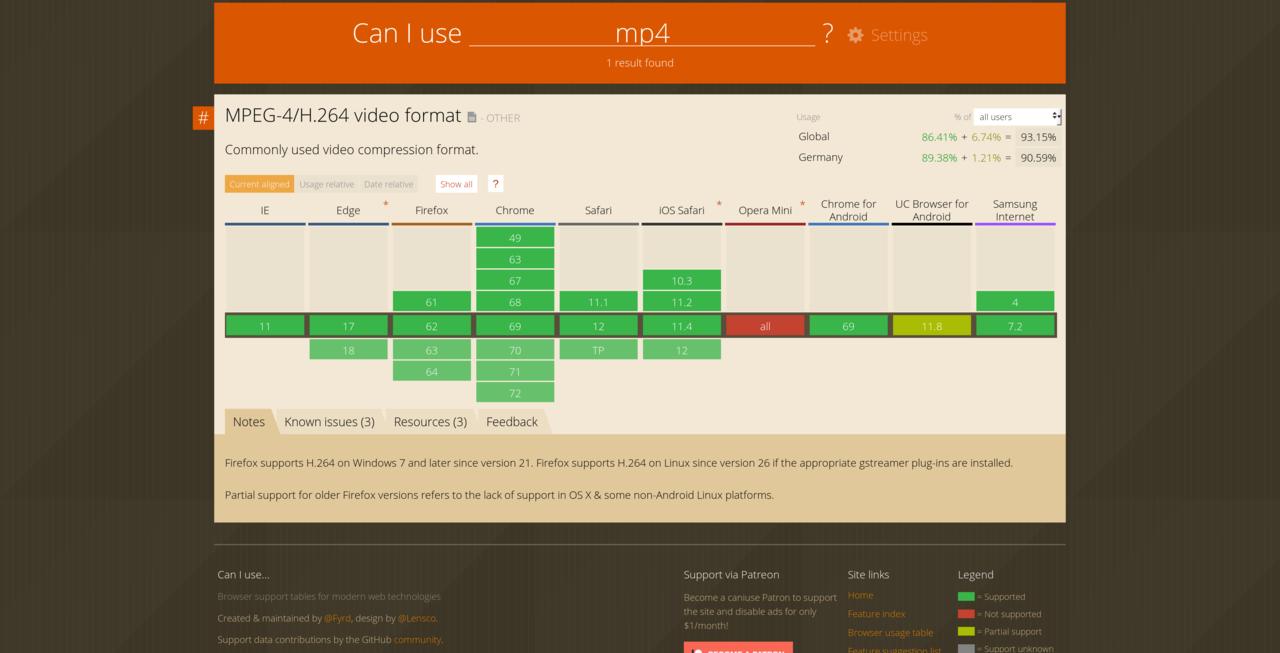 Can I use mp4 ? Settings
1 result found
# MPEG-4/H.264 video format - OTHER
Usage % of all users
Global 86.41% + 6.74% = 93.15%
Commonly used video compression format.
Germany 89.38% + 1.21% = 90.59%
Current aligned Usage relative Date relative Show all ?
IE Edge * Firefox Chrome Safari iOS Safari * Opera Mini * Chrome for Android UC Browser for Android Samsung Internet
49
63
67 10.3
61 68 11.1 11.2 4
11 17 62 69 12 11.4 all 69 11.8 7.2
18 63 70 TP 12
64 71
72
Notes Known issues (3) Resources (3) Feedback
Firefox supports H.264 on Windows 7 and later since version 21. Firefox supports H.264 on Linux since version 26 if the appropriate gstreamer plug-ins are installed.
Partial support for older Firefox versions refers to the lack of support in OS X & some non-Android Linux platforms.
Can I use...
Browser support tables for modern web technologies
Created & maintained by @Fyrd, design by @Lensco.
Support data contributions by the GitHub community.
Support via Patreon
Become a caniuse Patron to support
the site and disable ads for only
$1/month!
BECOME A PATRON
Site links
Home
Feature index
Browser usage table
Feature suggestion list
Legend
= Supported
= Not supported
= Partial support
= Support unknown